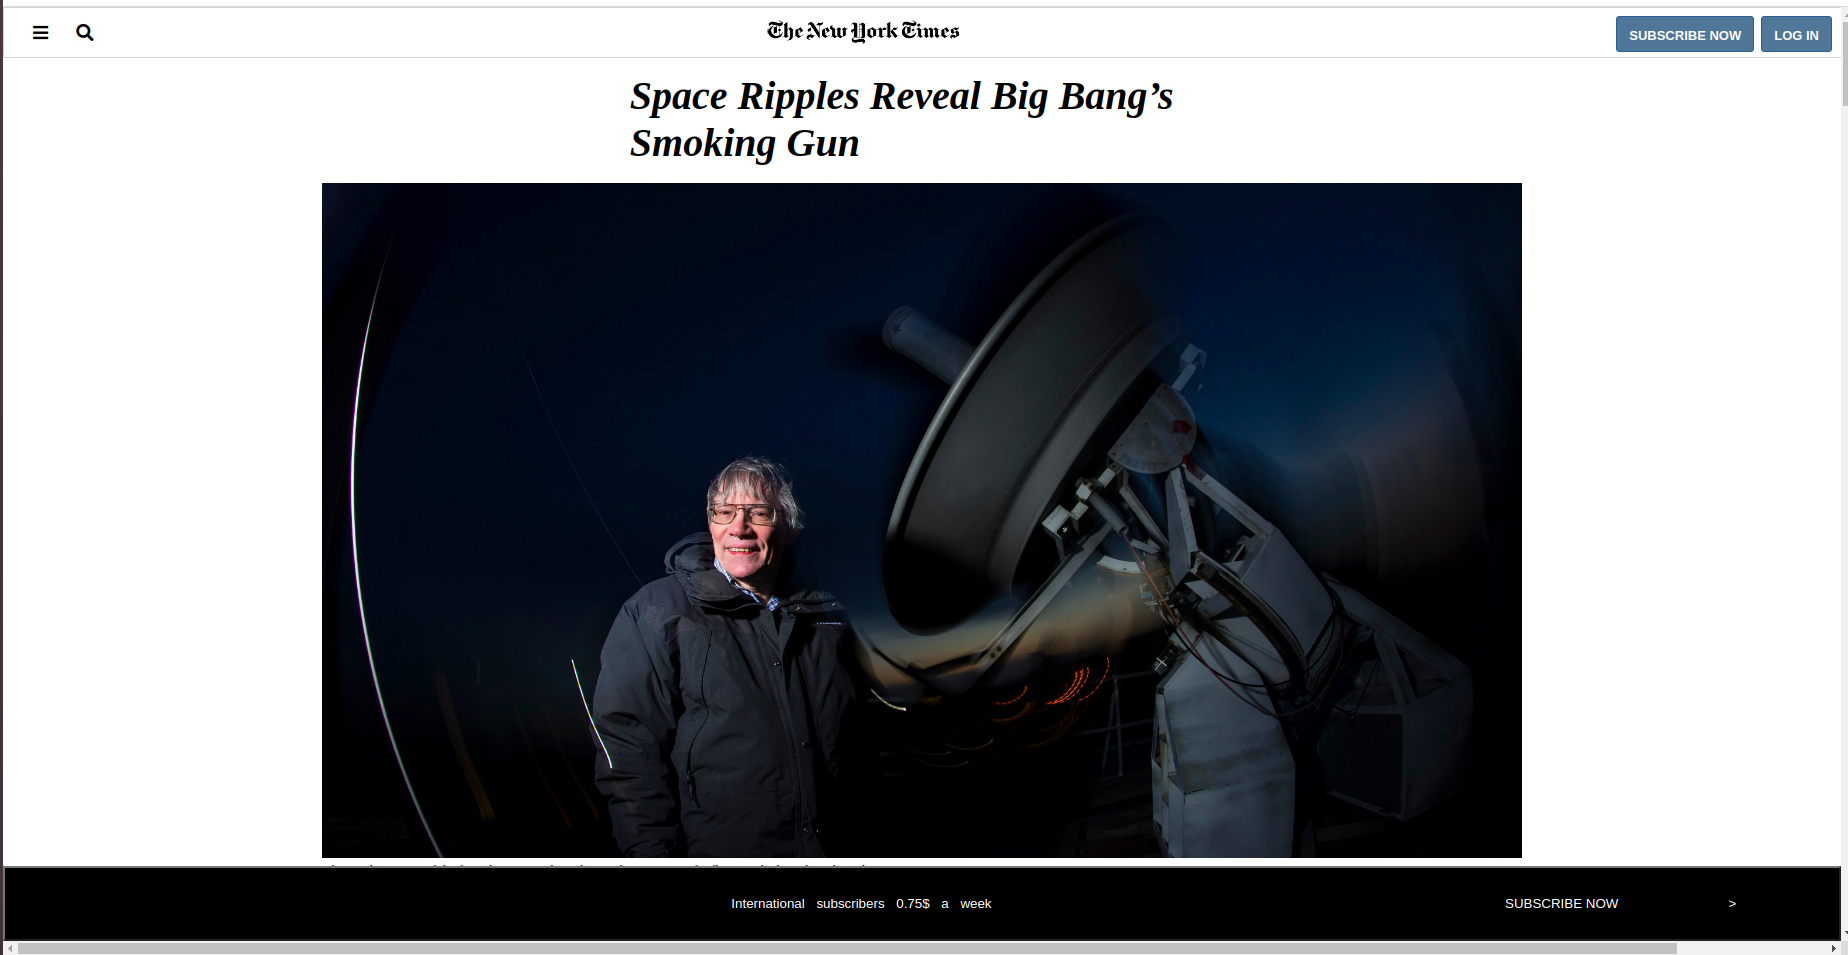 The New York Times
SUBSCRIBE NOW
LOG IN
Space Ripples Reveal Big Bang’s
Smoking Gun
International subscribers 0.75$ a week
SUBSCRIBE NOW
>